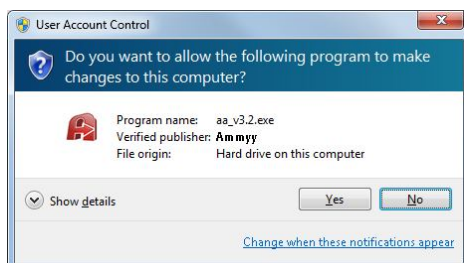 User Account Control
Do you want to allow the following program to make
changes to this computer?
Program name: aa_v3.2.exe
Verified publisher: Ammyy
File origin: Hard drive on this computer
Show details
Yes
No
Change when these notifications appear